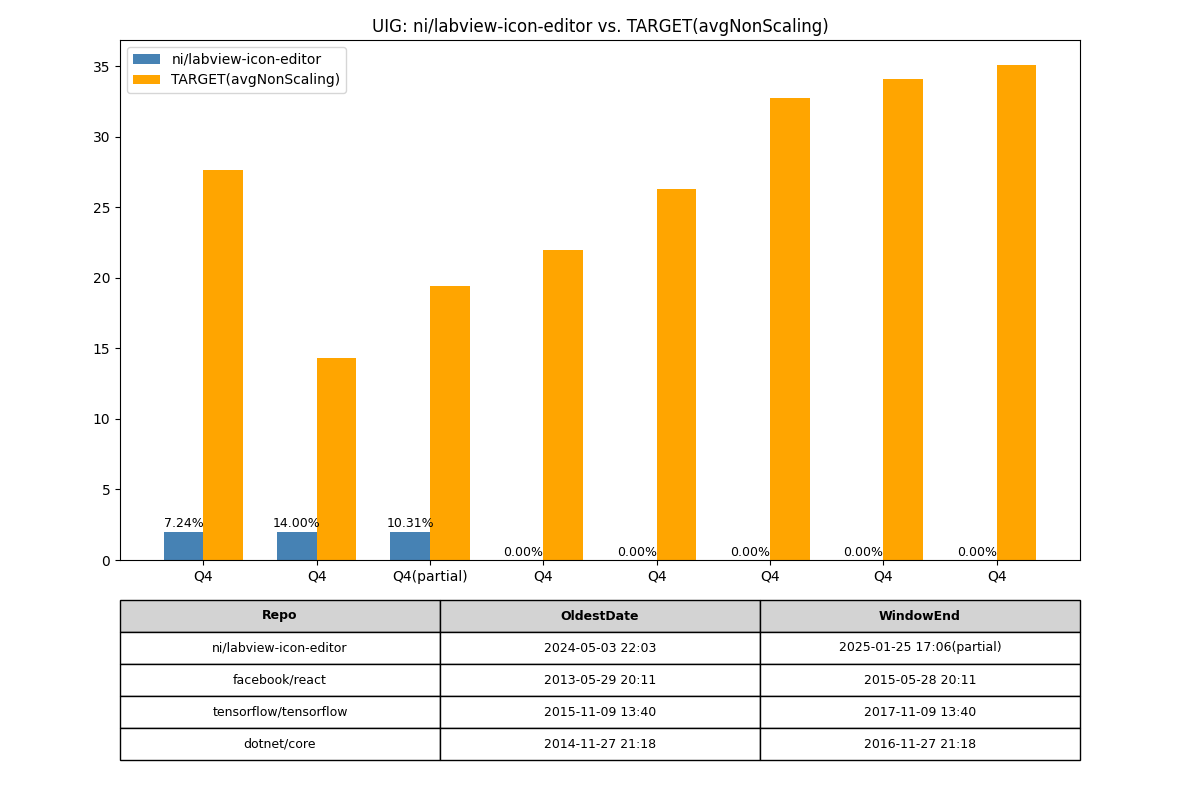 UIG: ni/labview-icon-editor vs. TARGET(avgNonScaling)
ni/labview-icon-editor
TARGET(avgNonScaling)
35
30
25
20
15
10
5
0
7.24% 14.00% 10.31% 0.00% 0.00% 0.00% 0.00% 0.00%
Q4 Q4 Q4(partial) Q4 Q4 Q4 Q4 Q4
Repo OldestDate WindowEnd
ni/labview-icon-editor 2024-05-03 22:03 2025-01-25 17:06(partial)
facebook/react 2013-05-29 20:11 2015-05-28 20:11
tensorflow/tensorflow 2015-11-09 13:40 2017-11-09 13:40
dotnet/core 2014-11-27 21:18 2016-11-27 21:18